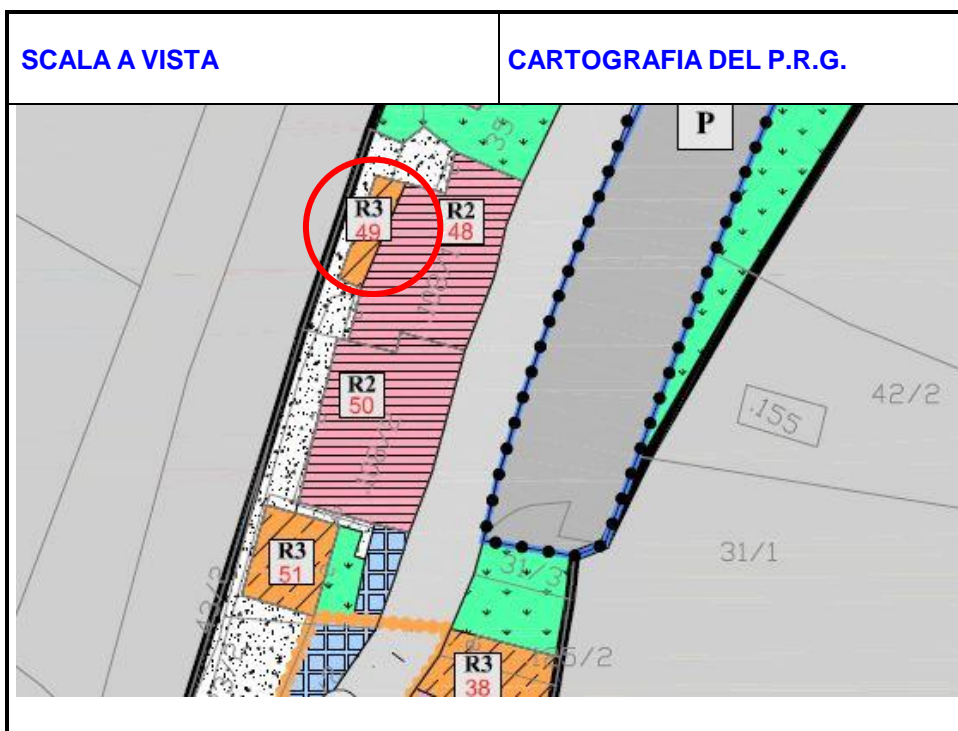 SCALA A VISTA
CARTOGRAFIA DEL P.R.G.
P
35
R3
49
R2
48
R2
50
42/2
.155
R3
51
31/1
31/3
R3
38